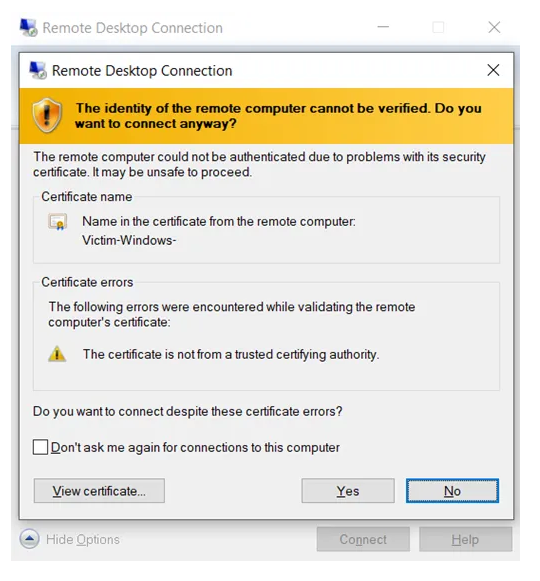 Remote Desktop Connection
Remote Desktop Connection
The identity of the remote computer cannot be verified. Do you
want to connect anyway?
The remote computer could not be authenticated due to problems with its security
certificate. It may be unsafe to proceed.
Certificate name
Name in the certificate from the remote computer:
Victim-Windows-
Certificate errors
The following errors were encountered while validating the remote
computer's certificate:
The certificate is not from a trusted certifying authority.
Do you want to connect despite these certificate errors?
Don't ask me again for connections to this computer
View certificate... Yes No
Hide Options Connect Help